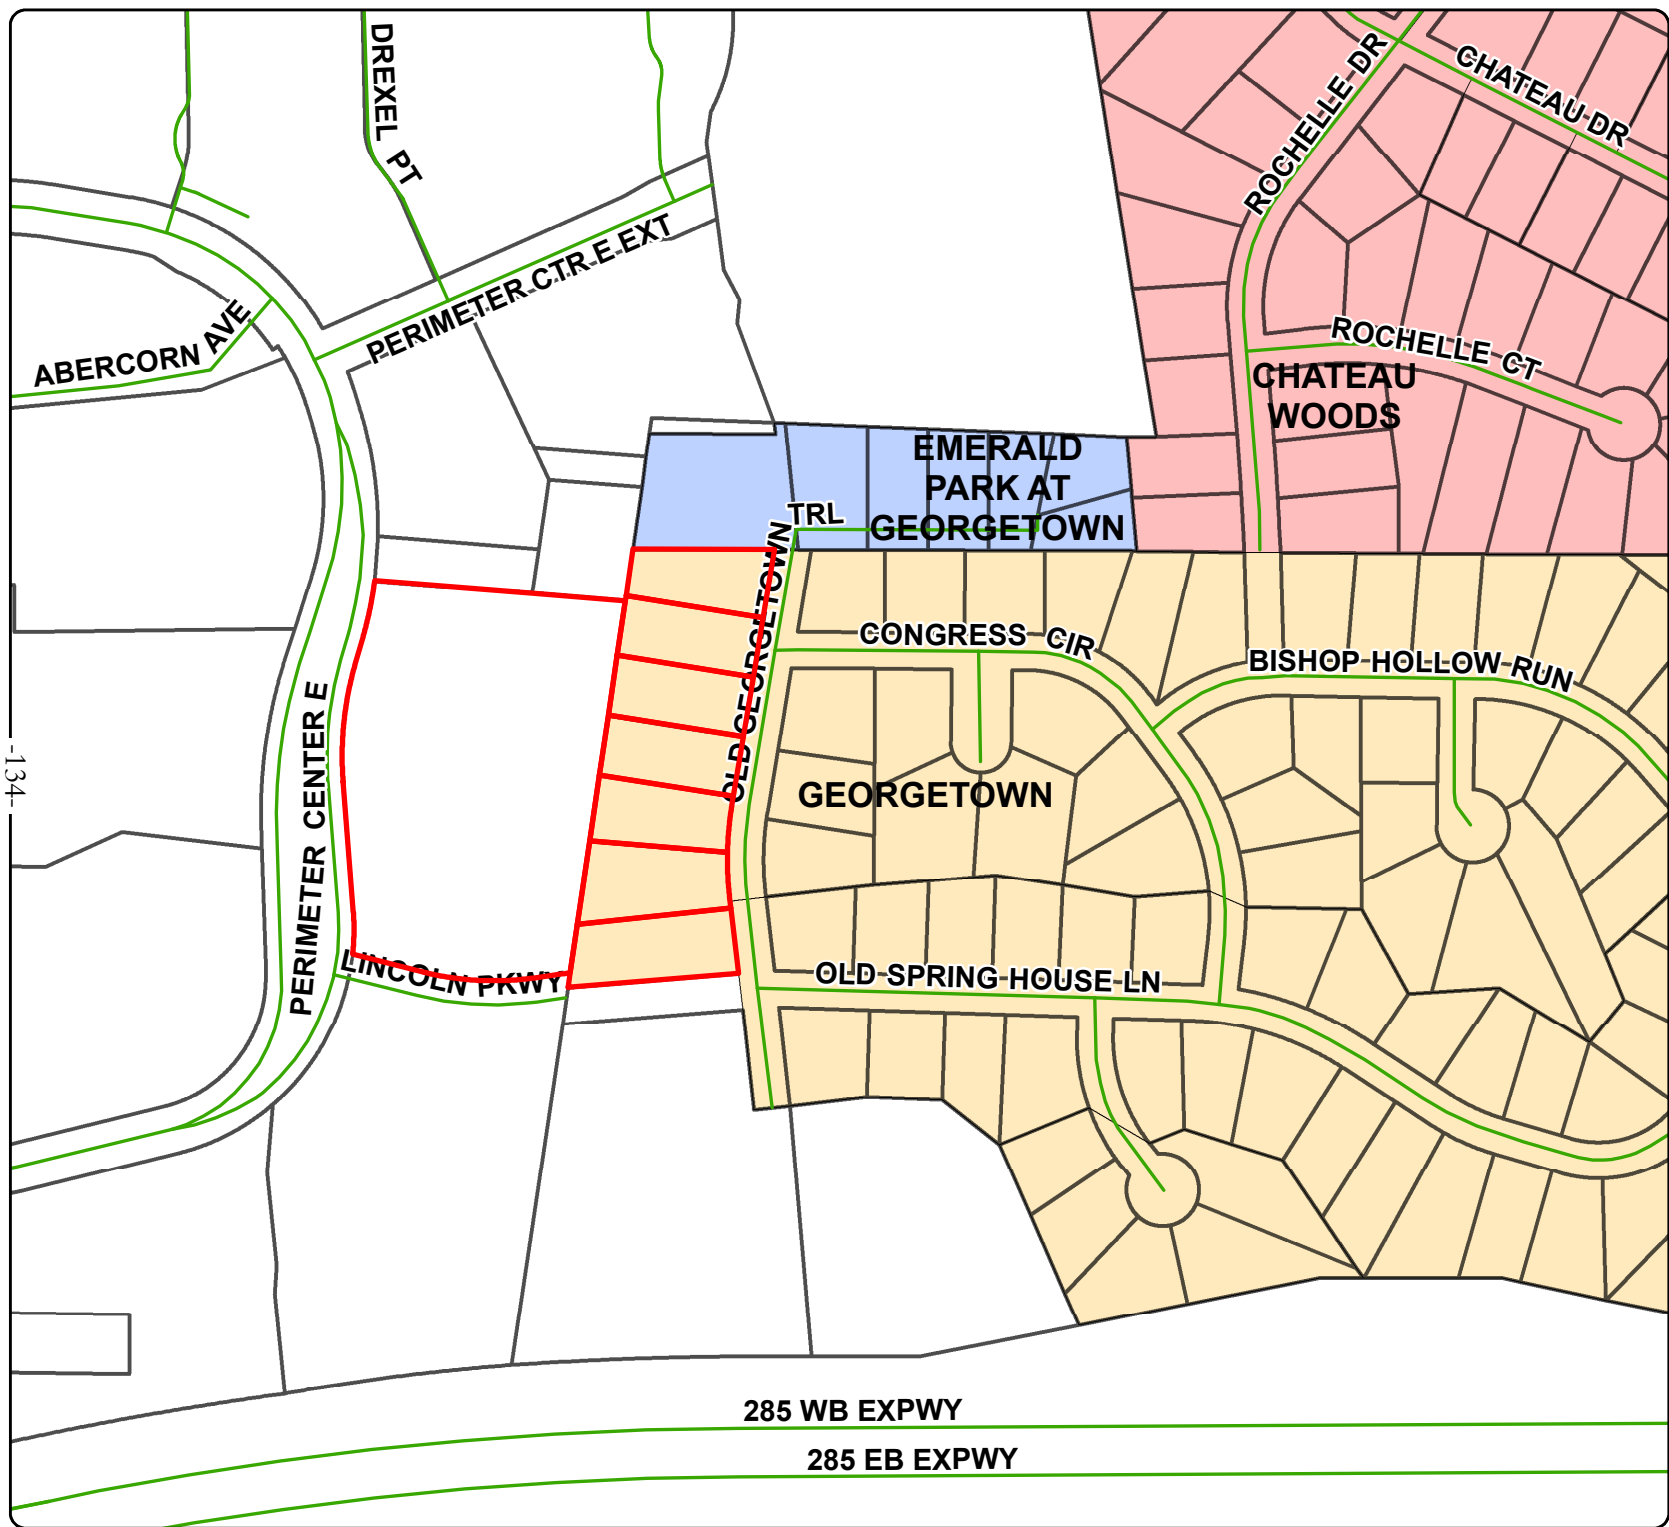 DREXEL PT
CHATEAU DR
ROCHELLE DR
PERIMETER CTR E EXT
ABERCORN AVE
ROCHELLE CT
CHATEAU
WOODS
EMERALD
PARK AT
GEORGETOWN
OLD GEORGETOWN TRL
CONGRESS CIR
BISHOP HOLLOW RUN
GEORGETOWN
PERIMETER CENTER E
-134-
LINCOLN PKWY
OLD SPRING HOUSE LN
285 WB EXPWY
285 EB EXPWY